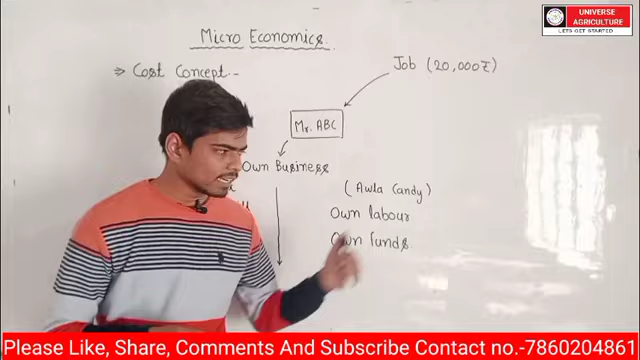 UNIVERSE
AGRICULTURE
LETS GET STARTED
Micro Economics
⇒ Cost Concept -
Job (20,000₹)
Mr. ABC
Own Business
(Awla Candy)
Own labour
Own funds
Please Like, Share, Comments And Subscribe Contact no.-7860204861